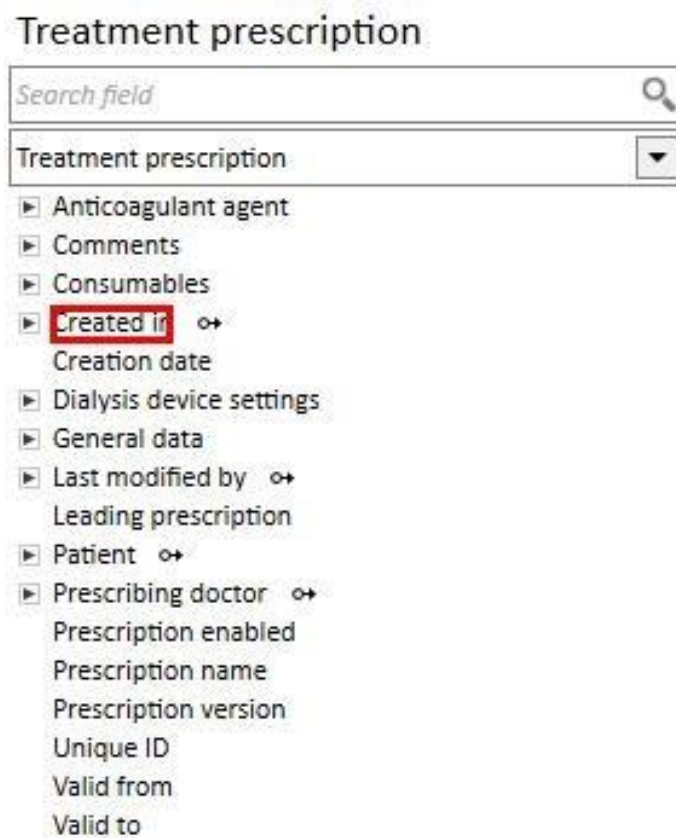 Treatment prescription
Search field
Treatment prescription
Anticoagulant agent
Comments
Consumables
Created in
Creation date
Dialysis device settings
General data
Last modified by
Leading prescription
Patient
Prescribing doctor
Prescription enabled
Prescription name
Prescription version
Unique ID
Valid from
Valid to